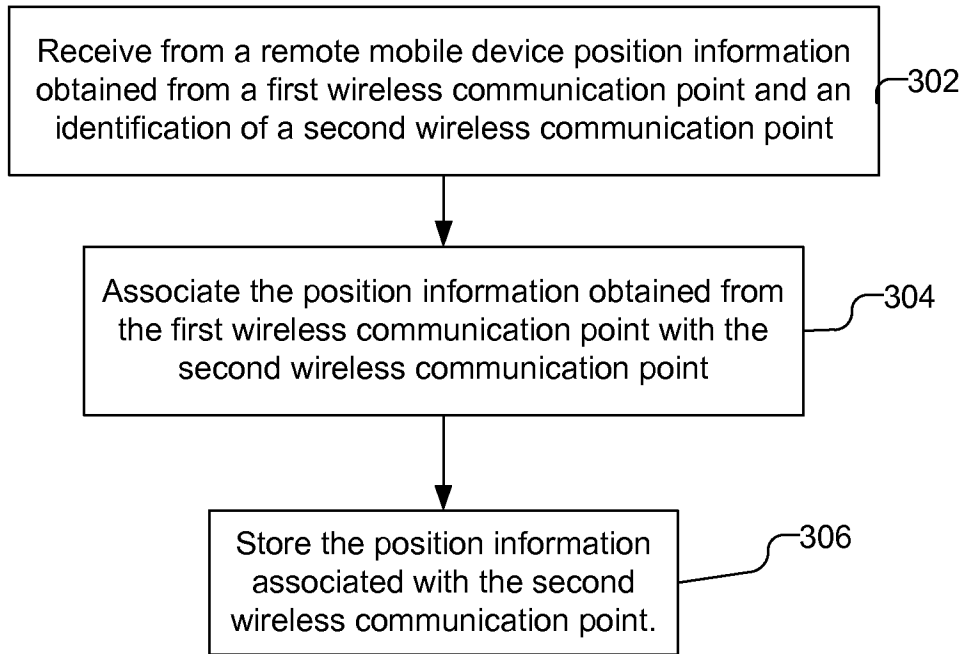 Receive from a remote mobile device position information
obtained from a first wireless communication point and an
identification of a second wireless communication point
302
Associate the position information obtained from
the first wireless communication point with the
second wireless communication point
304
Store the position information
associated with the second
wireless communication point.
306